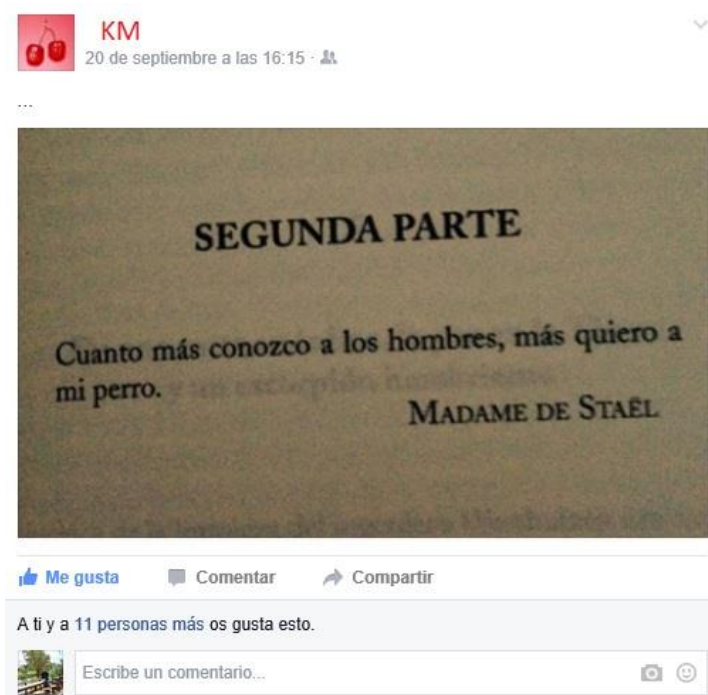 KM
20 de septiembre a las 16:15 ·
...
SEGUNDA PARTE
Cuanto más conozco a los hombres, más quiero a
mi perro.
MADAME DE STAËL
Me gusta
Comentar
Compartir
A ti y a 11 personas más os gusta esto.
Escribe un comentario...